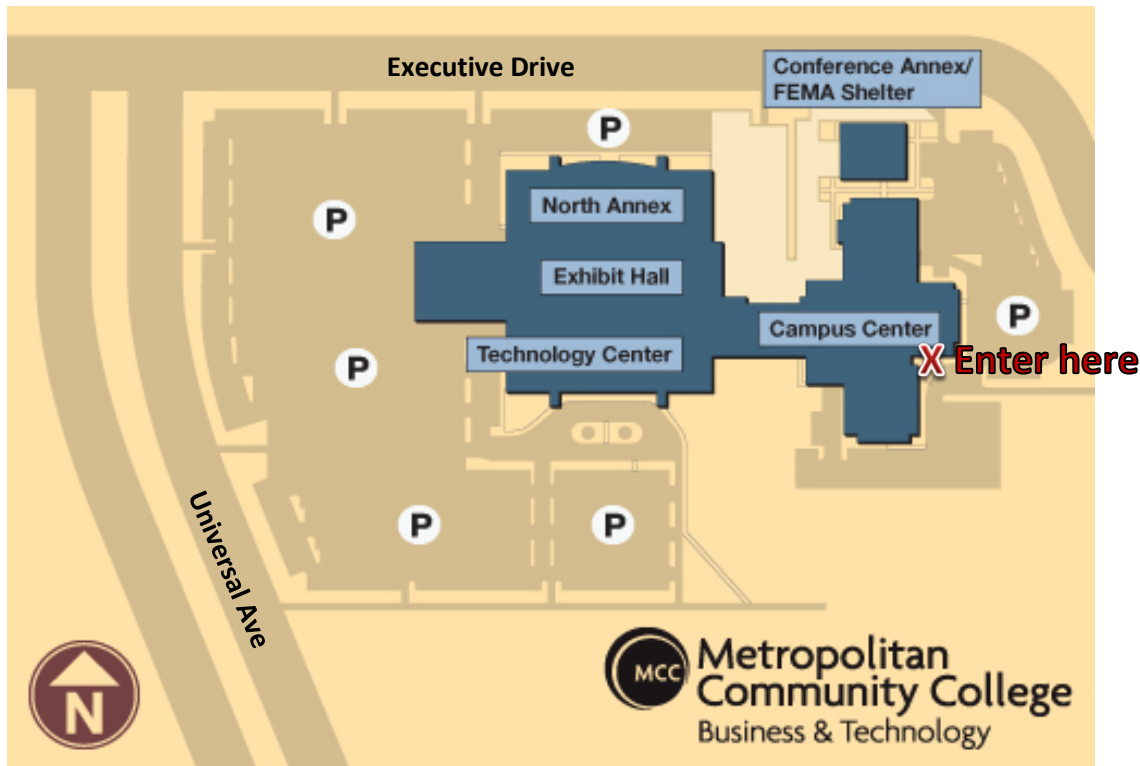 Executive Drive
Conference Annex/
FEMA Shelter
P
North Annex
P
Exhibit Hall
P
Campus Center
Technology Center
X Enter here
P
P
P
Universal Ave
N
MCC
Metropolitan
Community College
Business & Technology